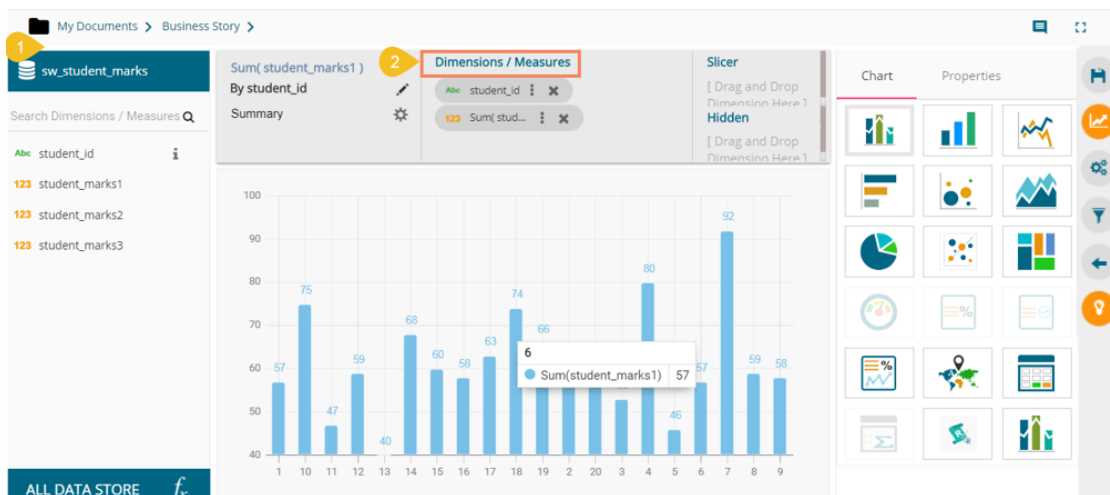 My Documents > Business Story >
1
sw_student_marks
Search Dimensions / Measures
Abc student_id i
123 student_marks1
123 student_marks2
123 student_marks3
ALL DATA STORE fx
Sum( student_marks1 )
By student_id
Summary
2
Dimensions / Measures
Abc student_id
123 Sum( stud...
Slicer
[ Drag and Drop
Dimension Here ]
Hidden
[ Drag and Drop
Dimension Here ]
100
90
80
70
60
50
40
57
75
47
59
40
68
60
58
63
74
66
80
46
57
92
59
58
6
Sum(student_marks1) 57
1 10 11 12 13 14 15 16 17 18 19 2 20 3 4 5 6 7 8 9
Chart Properties